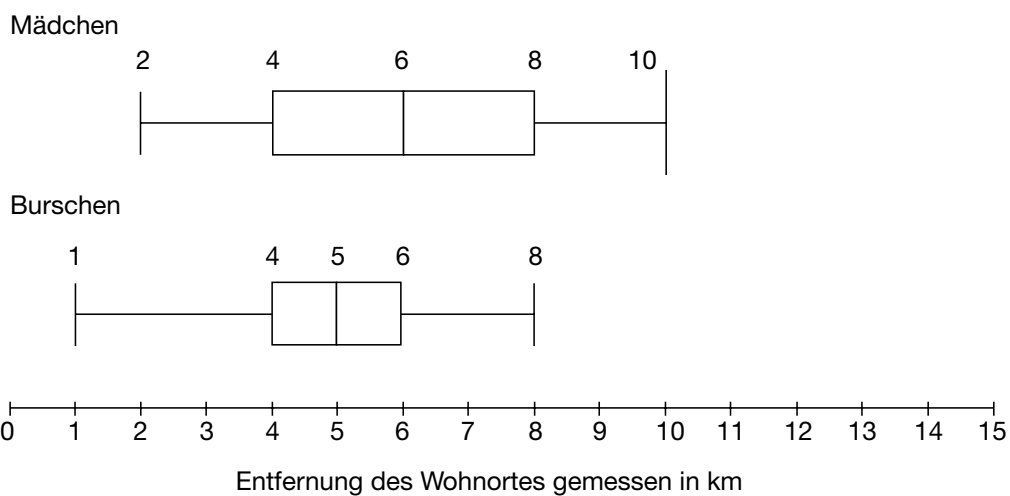 Mädchen
2 4 6 8 10
Burschen
1 4 5 6 8
0 1 2 3 4 5 6 7 8 9 10 11 12 13 14 15
Entfernung des Wohnortes gemessen in km